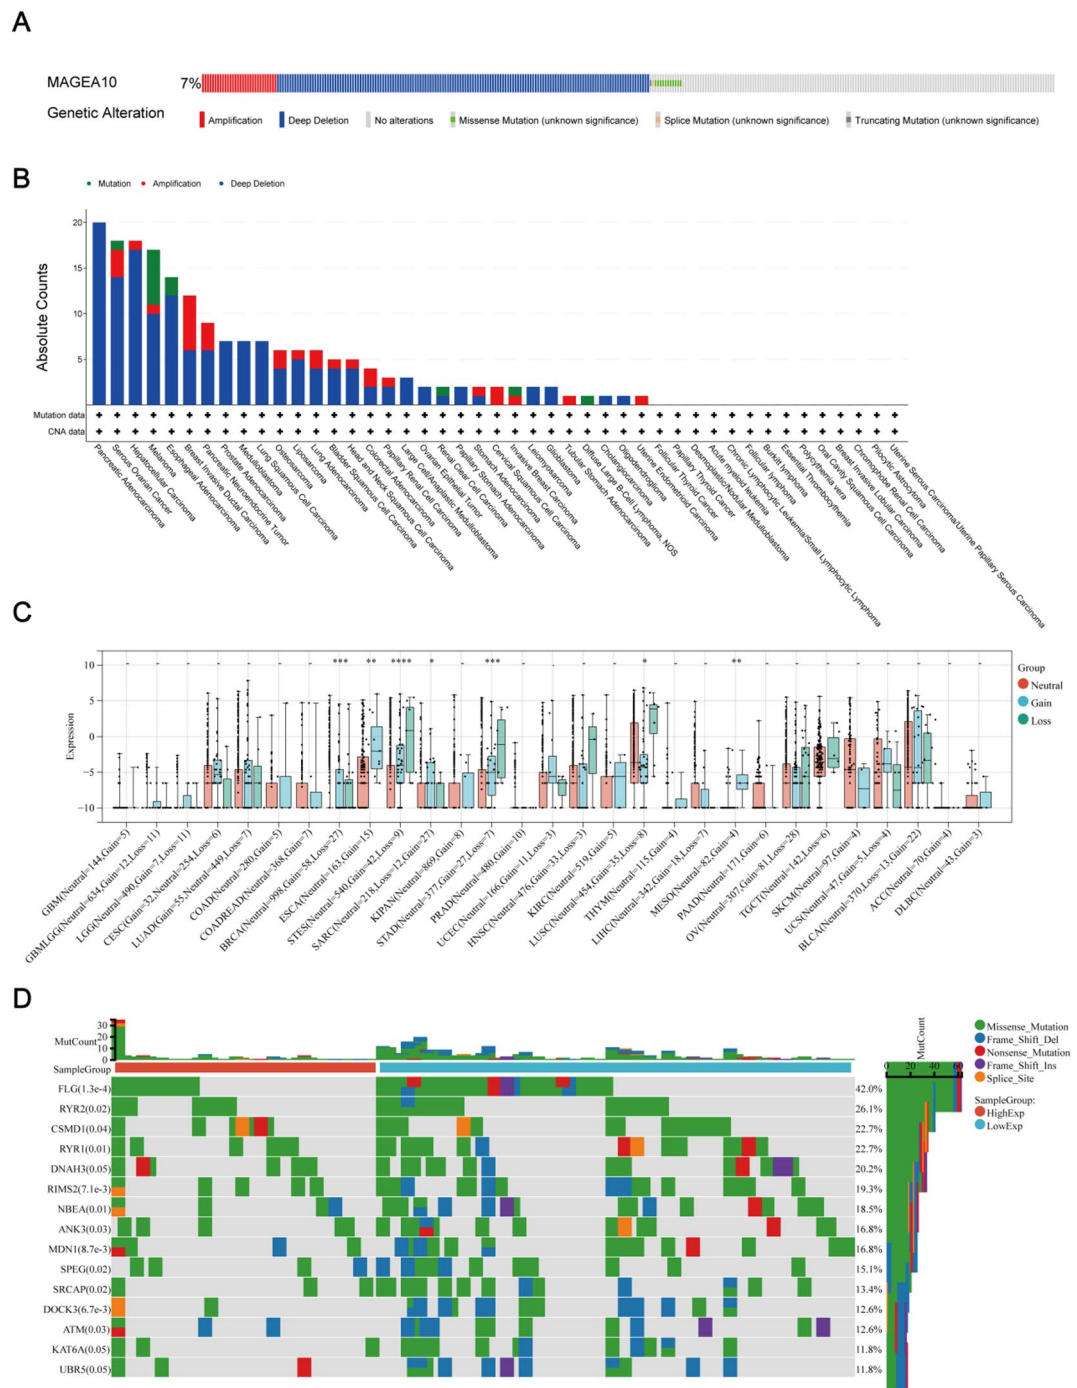 A
MAGEA10
7%
Genetic Alteration
Amplification
Deep Deletion
No alterations
Missense Mutation (unknown significance)
Splice Mutation (unknown significance)
Truncating Mutation (unknown significance)
B
Mutation
Amplification
Deep Deletion
Absolute Counts
20
15
10
5
Mutation data
CNA data
Pancreatic Adenocarcinoma
Serous Ovarian Cancer
Hepatocellular Carcinoma
Melanoma
Esophageal Adenocarcinoma
Breast Invasive Ductal Carcinoma
Pancreatic Neuroendocrine Tumor
Prostate Adenocarcinoma
Medulloblastoma
Lung Squamous Cell Carcinoma
Osteosarcoma
Liposarcoma
Lung Adenocarcinoma
Bladder Squamous Cell Carcinoma
Head and Neck Squamous Cell Carcinoma
Colorectal Adenocarcinoma
Papillary Renal Cell Carcinoma
Large Cell/Anaplastic Medulloblastoma
Ovarian Epithelial Tumor
Renal Clear Cell Carcinoma
Papillary Stomach Adenocarcinoma
Stomach Adenocarcinoma
Cervical Squamous Cell Carcinoma
Invasive Breast Carcinoma
Leiomyosarcoma
Glioblastoma
Tubular Stomach Adenocarcinoma
Diffuse Large B-Cell Lymphoma, NOS
Cholangiocarcinoma
Oligodendroglioma
Uterine Endometrioid Carcinoma
Follicular Thyroid Cancer
Papillary Thyroid Cancer
Desmoplastic/Nodular Medulloblastoma
Acute myeloid leukemia
Chronic Lymphocytic Leukemia/Small Lymphocytic Lymphoma
Follicular lymphoma
Burkitt lymphoma
Essential Thrombocythemia
Polycythemia vera
Oral Cavity Squamous Cell Carcinoma
Breast Invasive Lobular Carcinoma
Chromophobe Renal Cell Carcinoma
Pilocytic Astrocytoma
Uterine Serous Carcinoma/Uterine Papillary Serous Carcinoma
C
*** ** **** * *** * **
Expression
10
5
0
-5
-10
Group
Neutral
Gain
Loss
GBM(Neutral=144,Gain=5)
GBMLGG(Neutral=634,Gain=12,Loss=11)
LGG(Neutral=490,Gain=7,Loss=11)
CESC(Gain=32,Neutral=254,Loss=6)
LUAD(Gain=55,Neutral=449,Loss=7)
COAD(Neutral=280,Gain=5)
COADREAD(Neutral=368,Gain=7)
BRCA(Neutral=998,Gain=58,Loss=27)
ESCA(Neutral=163,Gain=15)
STES(Neutral=540,Gain=42,Loss=9)
SARC(Neutral=218,Loss=12,Gain=27)
KIPAN(Neutral=869,Gain=8)
STAD(Neutral=377,Gain=27,Loss=7)
PRAD(Neutral=480,Gain=10)
UCEC(Neutral=166,Gain=11,Loss=3)
HNSC(Neutral=476,Gain=33,Loss=3)
KIRC(Neutral=519,Gain=5)
LUSC(Neutral=454,Gain=35,Loss=8)
THYM(Neutral=115,Gain=4)
LIHC(Neutral=342,Gain=18,Loss=7)
MESO(Neutral=82,Gain=4)
PAAD(Neutral=171,Gain=6)
OV(Neutral=307,Gain=81,Loss=28)
TGCT(Neutral=142,Loss=6)
SKCM(Neutral=97,Gain=4)
UCS(Neutral=47,Gain=5,Loss=4)
BLCA(Neutral=370,Loss=13,Gain=22)
ACC(Neutral=70,Gain=4)
DLBC(Neutral=43,Gain=3)
D
MutCount
30
20
10
0
SampleGroup
FLG(1.3e-4) 42.0%
RYR2(0.02) 26.1%
CSMD1(0.04) 22.7%
RYR1(0.01) 22.7%
DNAH3(0.05) 20.2%
RIMS2(7.1e-3) 19.3%
NBEA(0.01) 18.5%
ANK3(0.03) 16.8%
MDN1(8.7e-3) 16.8%
SPEG(0.02) 15.1%
SRCAP(0.02) 13.4%
DOCK3(6.7e-3) 12.6%
ATM(0.03) 12.6%
KAT6A(0.05) 11.8%
UBR5(0.05) 11.8%
MutCount
0 20 40 60
Missense_Mutation
Frame_Shift_Del
Nonsense_Mutation
Frame_Shift_Ins
Splice_Site
SampleGroup:
HighExp
LowExp